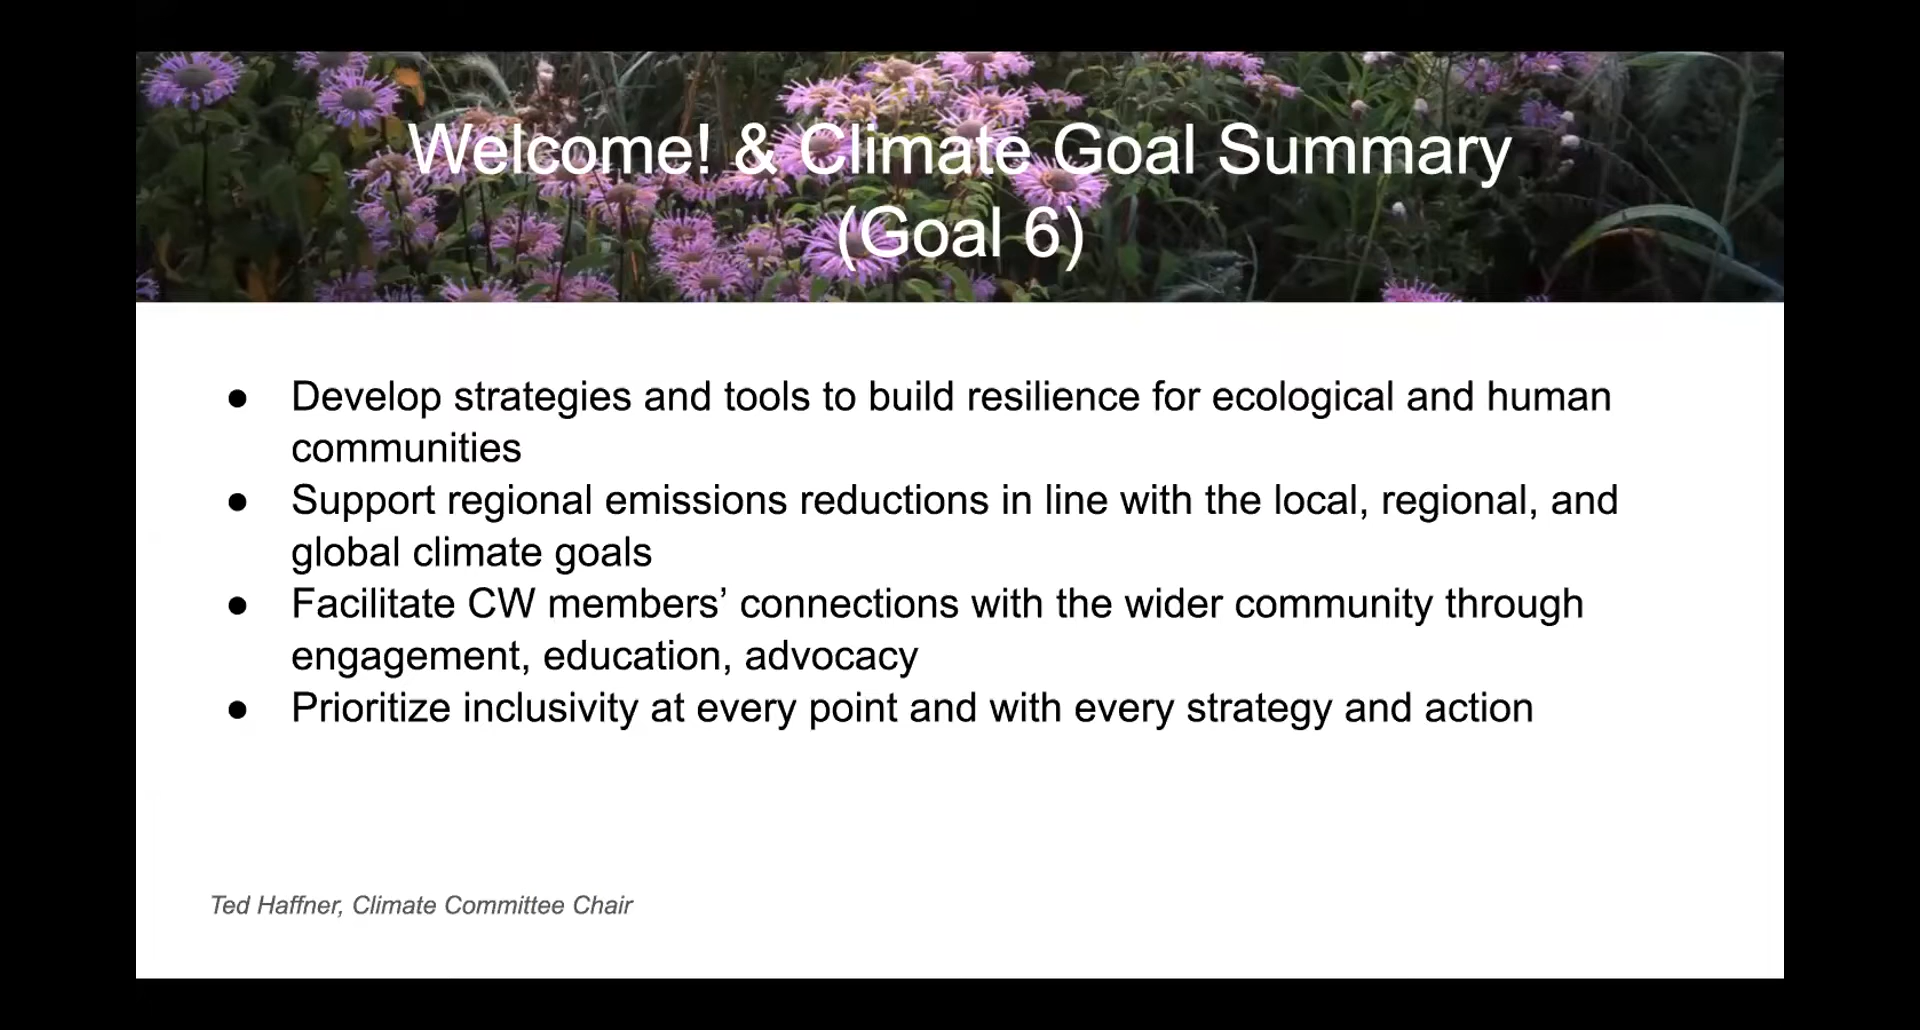 Welcome! & Climate Goal Summary
(Goal 6)
● Develop strategies and tools to build resilience for ecological and human
communities
● Support regional emissions reductions in line with the local, regional, and
global climate goals
● Facilitate CW members’ connections with the wider community through
engagement, education, advocacy
● Prioritize inclusivity at every point and with every strategy and action
Ted Haffner, Climate Committee Chair